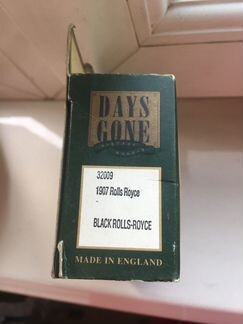 DAYS
GONE
32009
1907 Rolls Royce
BLACK ROLLS-ROYCE
MADE IN ENGLAND